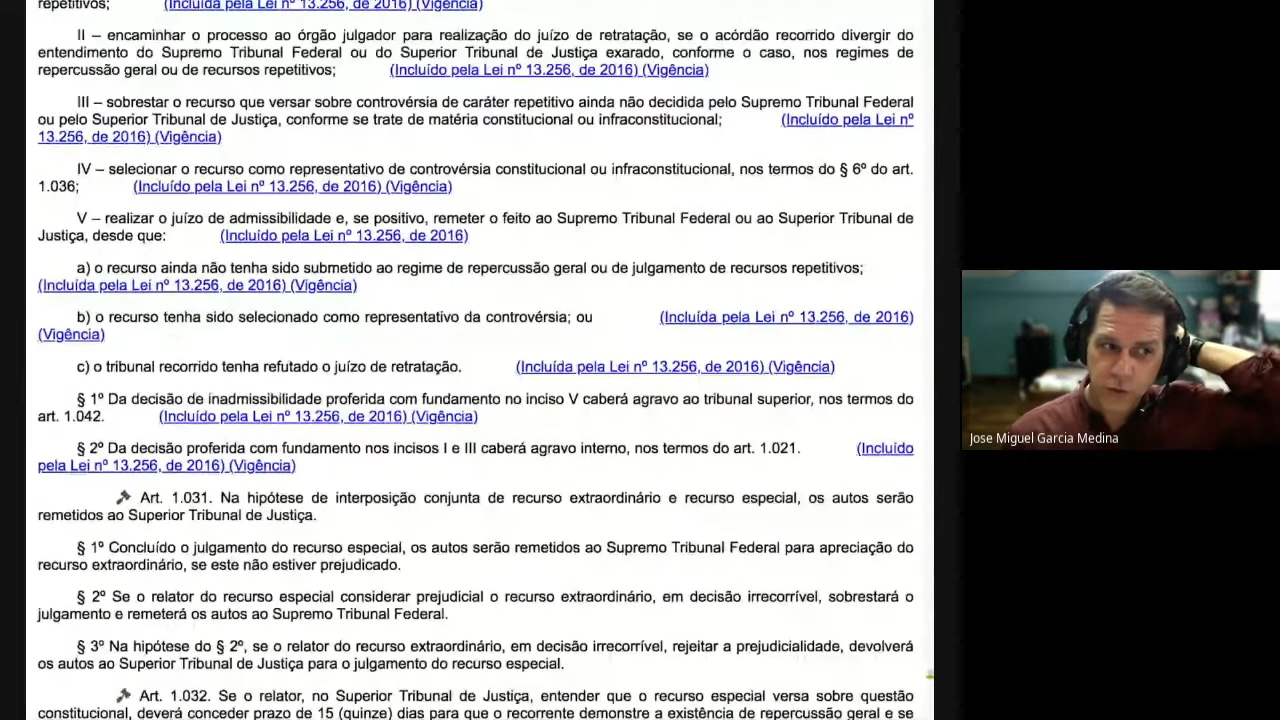 repetitivos; (Incluído pela Lei nº 13.256, de 2016) (Vigência)
II – encaminhar o processo ao órgão julgador para realização do juízo de retratação, se o acórdão recorrido divergir do
entendimento do Supremo Tribunal Federal ou do Superior Tribunal de Justiça exarado, conforme o caso, nos regimes de
repercussão geral ou de recursos repetitivos; (Incluído pela Lei nº 13.256, de 2016) (Vigência)
III – sobrestar o recurso que versar sobre controvérsia de caráter repetitivo ainda não decidida pelo Supremo Tribunal Federal
ou pelo Superior Tribunal de Justiça, conforme se trate de matéria constitucional ou infraconstitucional; (Incluído pela Lei nº
13.256, de 2016) (Vigência)
IV – selecionar o recurso como representativo de controvérsia constitucional ou infraconstitucional, nos termos do § 6º do art.
1.036; (Incluído pela Lei nº 13.256, de 2016) (Vigência)
V – realizar o juízo de admissibilidade e, se positivo, remeter o feito ao Supremo Tribunal Federal ou ao Superior Tribunal de
Justiça, desde que: (Incluído pela Lei nº 13.256, de 2016)
a) o recurso ainda não tenha sido submetido ao regime de repercussão geral ou de julgamento de recursos repetitivos;
(Incluída pela Lei nº 13.256, de 2016) (Vigência)
b) o recurso tenha sido selecionado como representativo da controvérsia; ou (Incluída pela Lei nº 13.256, de 2016)
(Vigência)
c) o tribunal recorrido tenha refutado o juízo de retratação. (Incluída pela Lei nº 13.256, de 2016) (Vigência)
§ 1º Da decisão de inadmissibilidade proferida com fundamento no inciso V caberá agravo ao tribunal superior, nos termos do
art. 1.042. (Incluído pela Lei nº 13.256, de 2016) (Vigência)
§ 2º Da decisão proferida com fundamento nos incisos I e III caberá agravo interno, nos termos do art. 1.021. (Incluído
pela Lei nº 13.256, de 2016) (Vigência)
Art. 1.031. Na hipótese de interposição conjunta de recurso extraordinário e recurso especial, os autos serão
remetidos ao Superior Tribunal de Justiça.
§ 1º Concluído o julgamento do recurso especial, os autos serão remetidos ao Supremo Tribunal Federal para apreciação do
recurso extraordinário, se este não estiver prejudicado.
§ 2º Se o relator do recurso especial considerar prejudicial o recurso extraordinário, em decisão irrecorrível, sobrestará o
julgamento e remeterá os autos ao Supremo Tribunal Federal.
§ 3º Na hipótese do § 2º, se o relator do recurso extraordinário, em decisão irrecorrível, rejeitar a prejudicialidade, devolverá
os autos ao Superior Tribunal de Justiça para o julgamento do recurso especial.
Art. 1.032. Se o relator, no Superior Tribunal de Justiça, entender que o recurso especial versa sobre questão
constitucional, deverá conceder prazo de 15 (quinze) dias para que o recorrente demonstre a existência de repercussão geral e se
Jose Miguel Garcia Medina